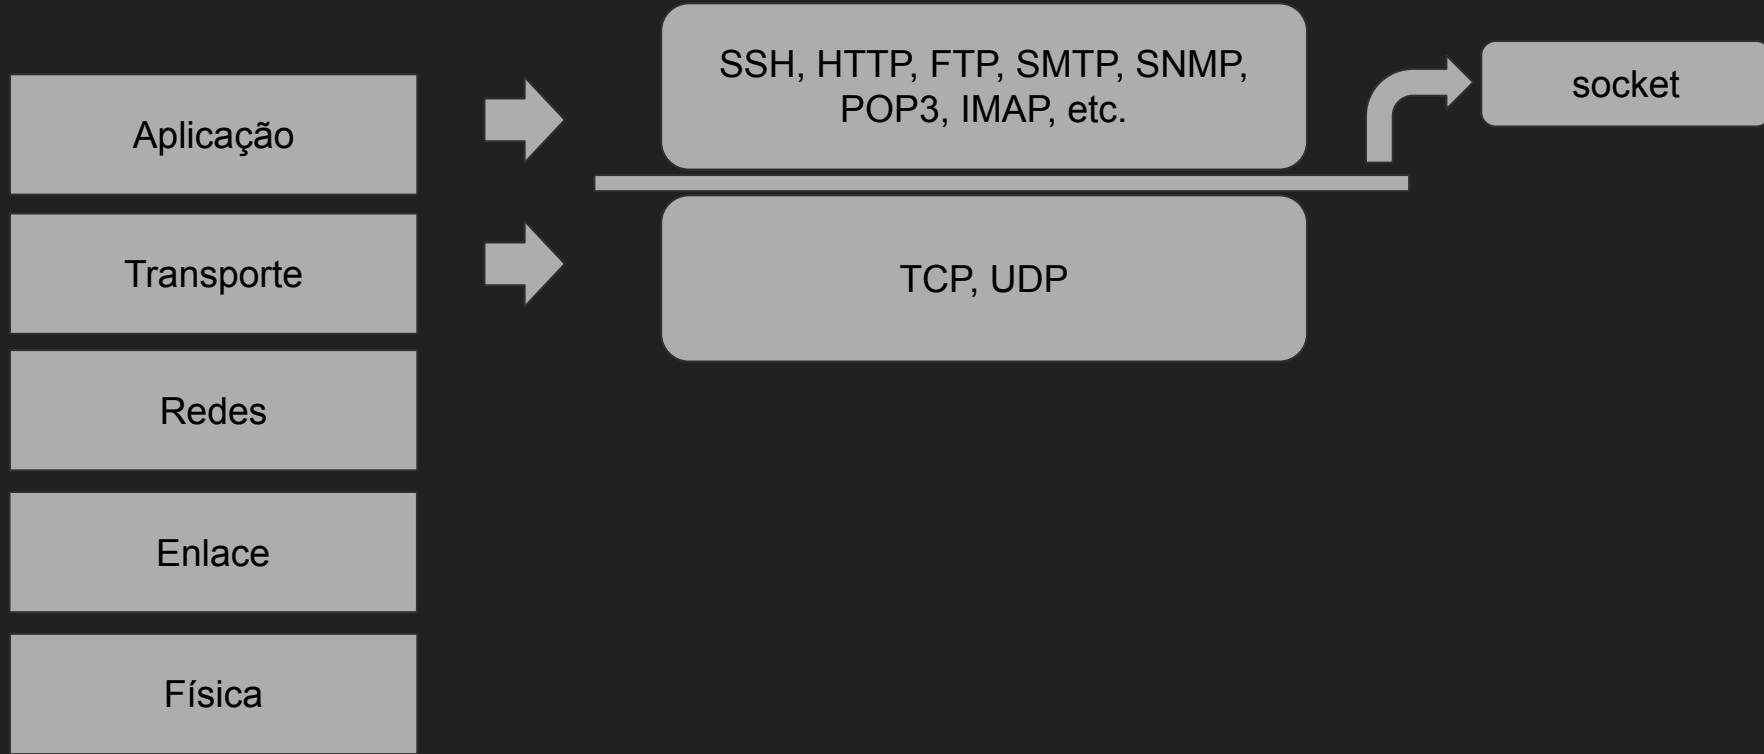 SSH, HTTP, FTP, SMTP, SNMP,
POP3, IMAP, etc.
socket
Aplicação
Transporte
TCP, UDP
Redes
Enlace
Física